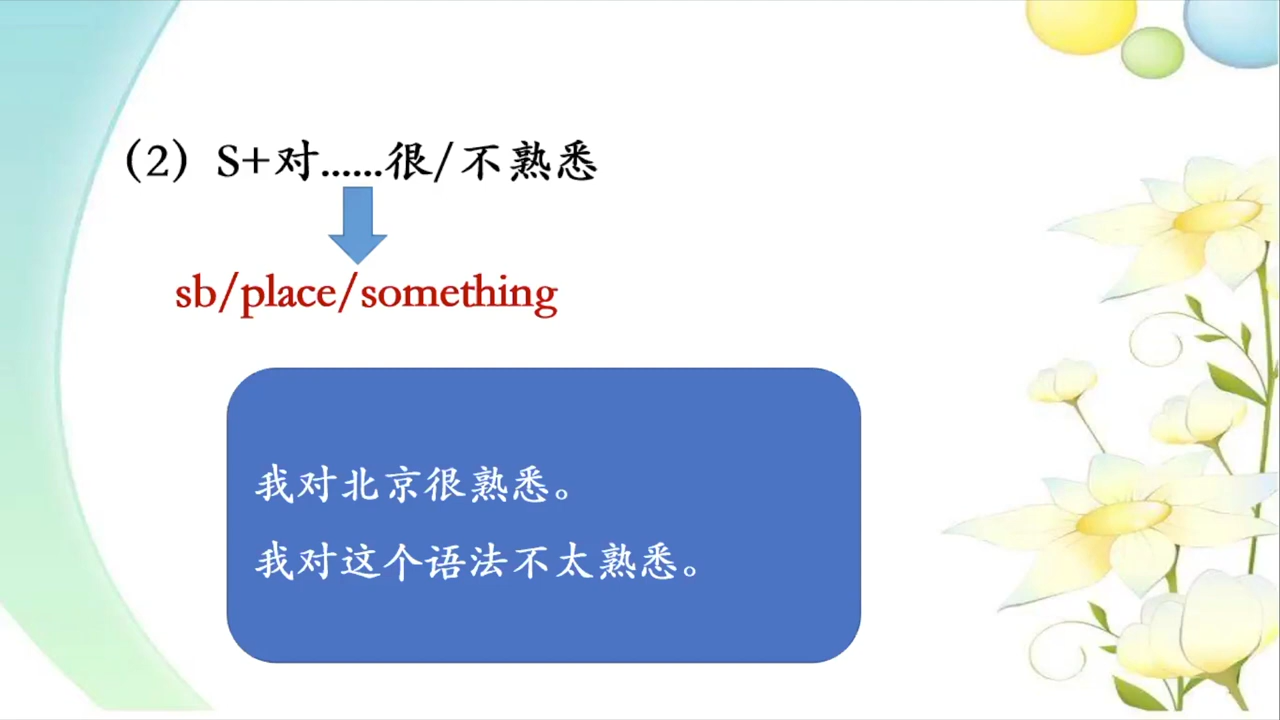 （2）S+对......很/不熟悉
sb/place/something
我对北京很熟悉。
我对这个语法不太熟悉。